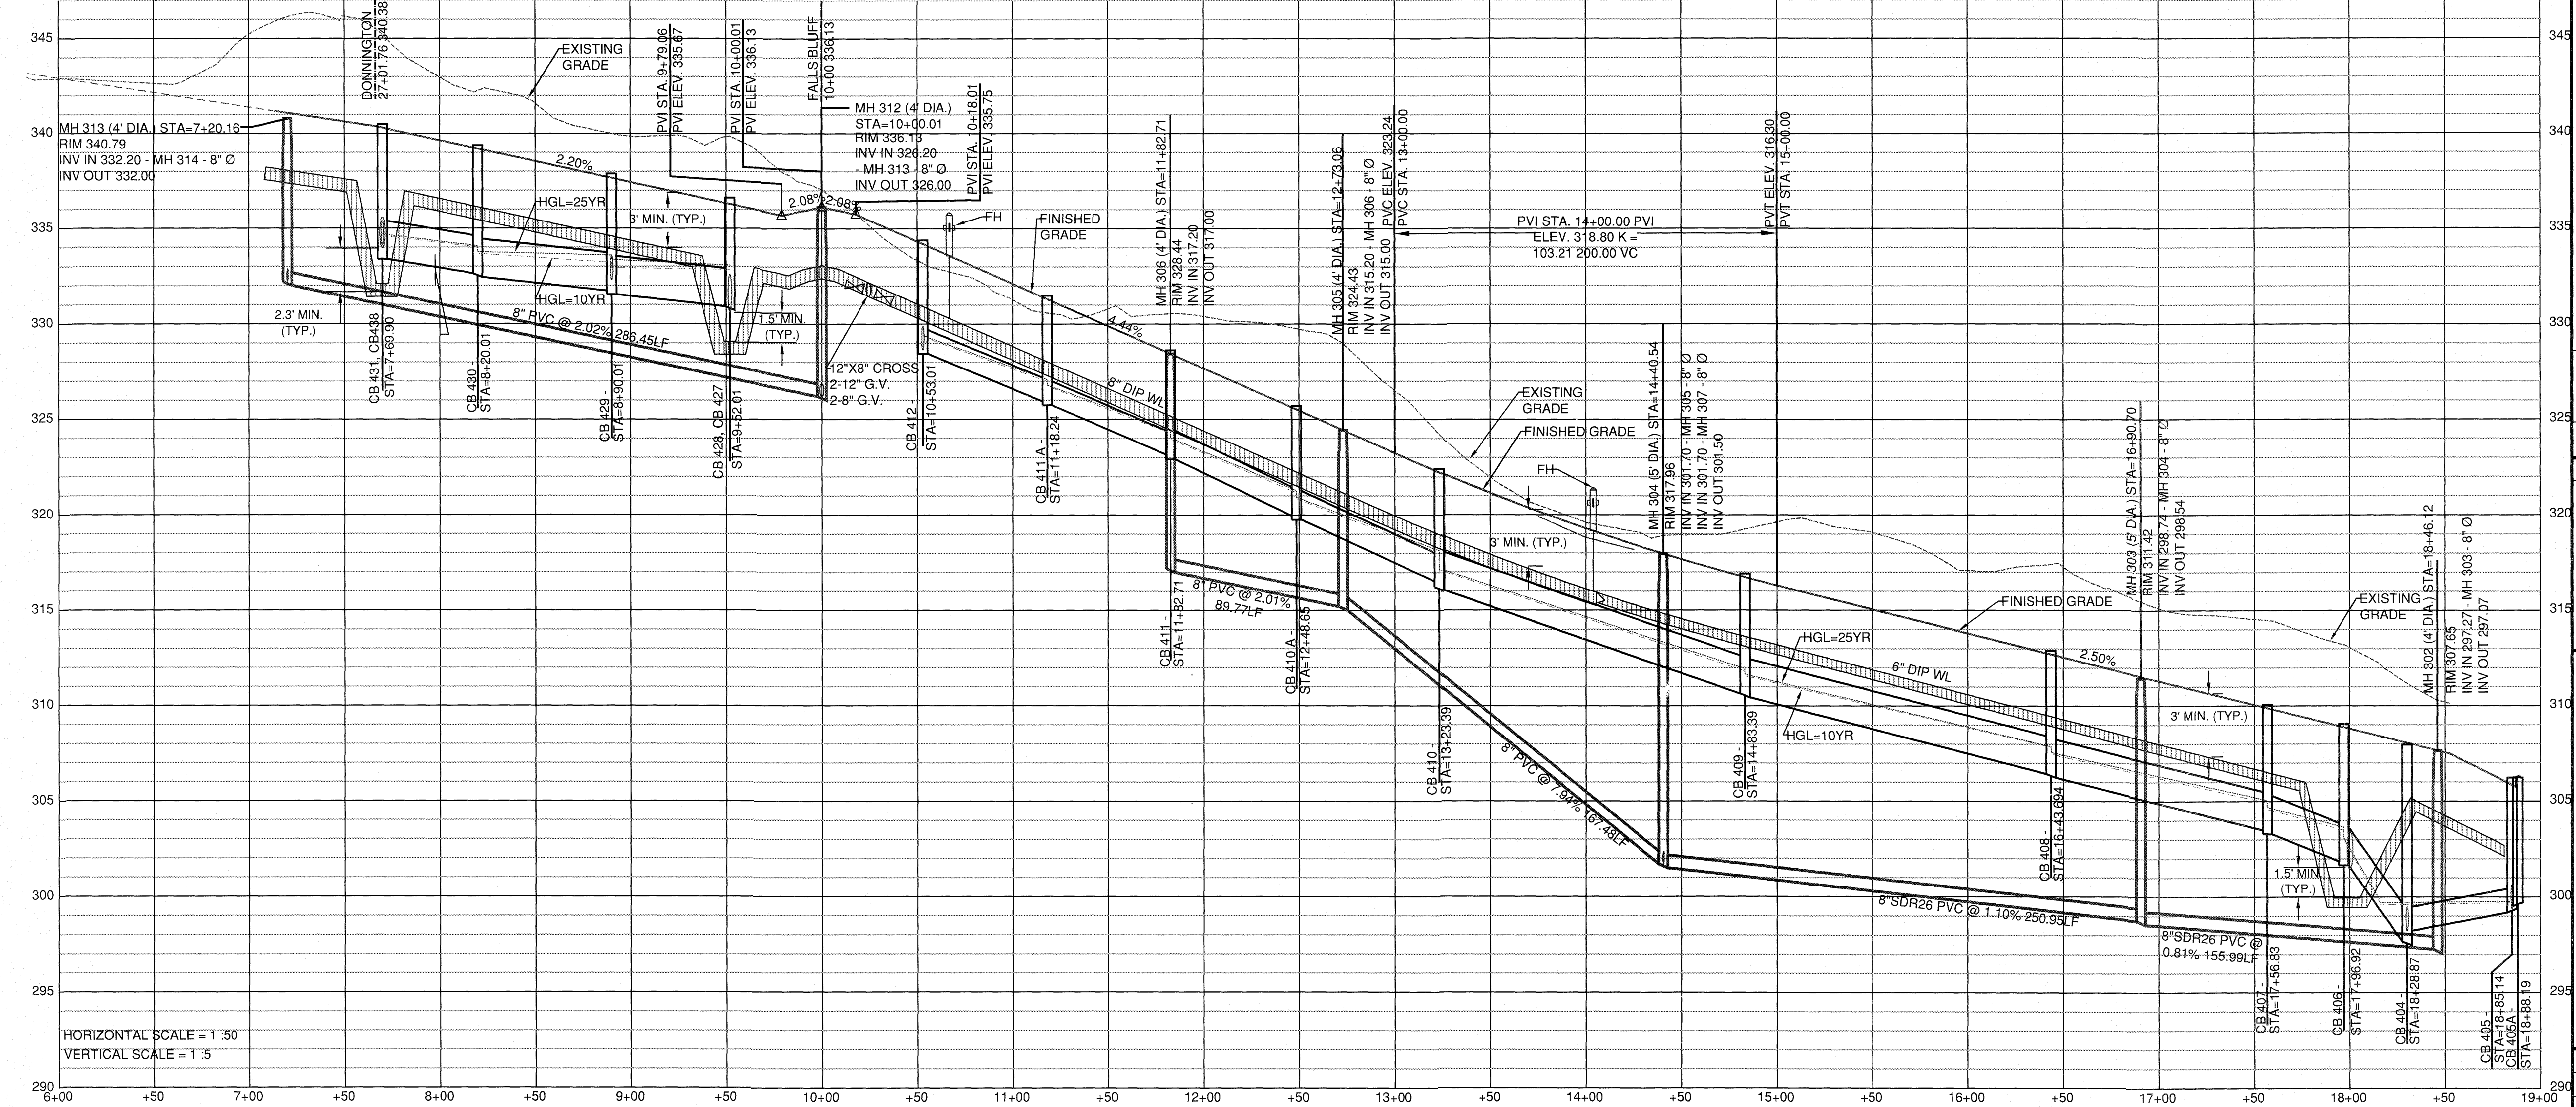 345
340
335
330
325
320
315
310
305
300
295
290
DONNINGTON
27+01.76 340.38
EXISTING
GRADE
PVI STA. 9+79.06
PVI ELEV. 335.67
PVI STA. 10+00.01
PVI ELEV. 336.13
FALLS BLUFF
10+00 336.13
MH 313 (4' DIA.) STA=7+20.16
RIM 340.79
INV IN 332.20 - MH 314 - 8" Ø
INV OUT 332.00
MH 312 (4' DIA.)
STA=10+00.01
RIM 336.13
INV IN 326.20
- MH 313 - 8" Ø
INV OUT 326.00
PVI STA. 10+18.01
PVI ELEV. 335.75
2.20%
HGL=25YR
3' MIN. (TYP.)
2.08%
2.08%
FH
FINISHED
GRADE
HGL=10YR
2.3' MIN.
(TYP.)
8" PVC @ 2.02% 286.45LF
1.5' MIN.
(TYP.)
12"X8" CROSS
2-12" G.V.
2-8" G.V.
CB 431, CB438
STA=7+69.90
CB 430 -
STA=8+20.01
CB 429 -
STA=8+90.01
CB 428, CB 427
STA=9+52.01
CB 412 -
STA=10+53.01
CB 411 A -
STA=11+18.24
4.44%
8" DIP WL
MH 306 (4' DIA.) STA=11+82.71
RIM 328.44
INV IN 317.20
INV OUT 317.00
MH 305 (4' DIA.) STA=12+73.06
RIM 324.43
INV IN 315.20 - MH 306 - 8" Ø
INV OUT 315.00
PVC ELEV. 323.24
PVC STA. 13+00.00
PVI STA. 14+00.00 PVI
ELEV. 318.80 K =
103.21 200.00 VC
PVT ELEV. 316.30
PVT STA. 15+00.00
EXISTING
GRADE
FINISHED GRADE
FH
3' MIN. (TYP.)
MH 304 (5' DIA.) STA=14+40.54
RIM 317.96
INV IN 301.70 - MH 305 - 8" Ø
INV IN 301.70 - MH 307 - 8" Ø
INV OUT 301.50
8" PVC @ 2.01%
89.77LF
CB 411 -
STA=11+82.71
CB 410 A -
STA=12+48.65
CB 410 -
STA=13+23.39
8" PVC @ 7.94% 167.48LF
CB 409 -
STA=14+83.39
HGL=25YR
HGL=10YR
6" DIP WL
FINISHED GRADE
2.50%
MH 303 (5' DIA.) STA=16+90.70
RIM 311.42
INV IN 298.74 - MH 304 - 8" Ø
INV OUT 298.54
3' MIN. (TYP.)
EXISTING
GRADE
MH 302 (4' DIA.) STA=18+46.12
RIM 307.65
INV IN 297.27 - MH 303 - 8" Ø
INV OUT 297.07
CB 408 -
STA=16+43.694
8"SDR26 PVC @ 1.10% 250.95LF
8"SDR26 PVC @
0.81% 155.99LF
1.5' MIN.
(TYP.)
CB 407 -
STA=17+56.83
CB 406 -
STA=17+96.92
CB 404 -
STA=18+28.87
CB 405 -
STA=18+85.14
CB 405A -
STA=18+88.19
345
340
335
330
325
320
315
310
305
300
295
290
HORIZONTAL SCALE = 1 :50
VERTICAL SCALE = 1 :5
6+00 +50 7+00 +50 8+00 +50 9+00 +50 10+00 +50 11+00 +50 12+00 +50 13+00 +50 14+00 +50 15+00 +50 16+00 +50 17+00 +50 18+00 +50 19+00